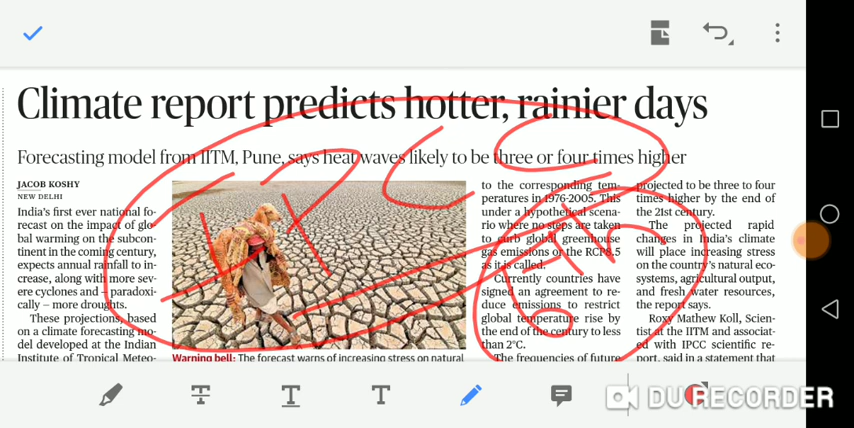 Climate report predicts hotter, rainier days
Forecasting model from IITM, Pune, says heat waves likely to be three or four times higher
JACOB KOSHY
NEW DELHI
India's first ever national fo-
recast on the impact of glo-
bal warming on the subcon-
tinent in the coming century,
expects annual rainfall to in-
crease, along with more sev-
ere cyclones and – paradoxi-
cally – more droughts.
These projections, based
on a climate forecasting mo-
del developed at the Indian
Institute of Tropical Meteo-
Warning bell: The forecast warns of increasing stress on natural
to the corresponding tem-
peratures in 1976-2005. This
under a hypothetical scena-
rio where no steps are taken
to curb global greenhouse
gas emissions or the RCP8.5
as it is called.
Currently countries have
signed an agreement to re-
duce emissions to restrict
global temperature rise by
the end of the century to less
than 2°C.
The frequencies of future
projected to be three to four
times higher by the end of
the 21st century.
The projected rapid
changes in India's climate
will place increasing stress
on the country's natural eco-
systems, agricultural output,
and fresh water resources,
the report says.
Roxy Mathew Koll, Scien-
tist at the IITM and associat-
ed with IPCC scientific re-
port, said in a statement that
T T T
DU RECORDER